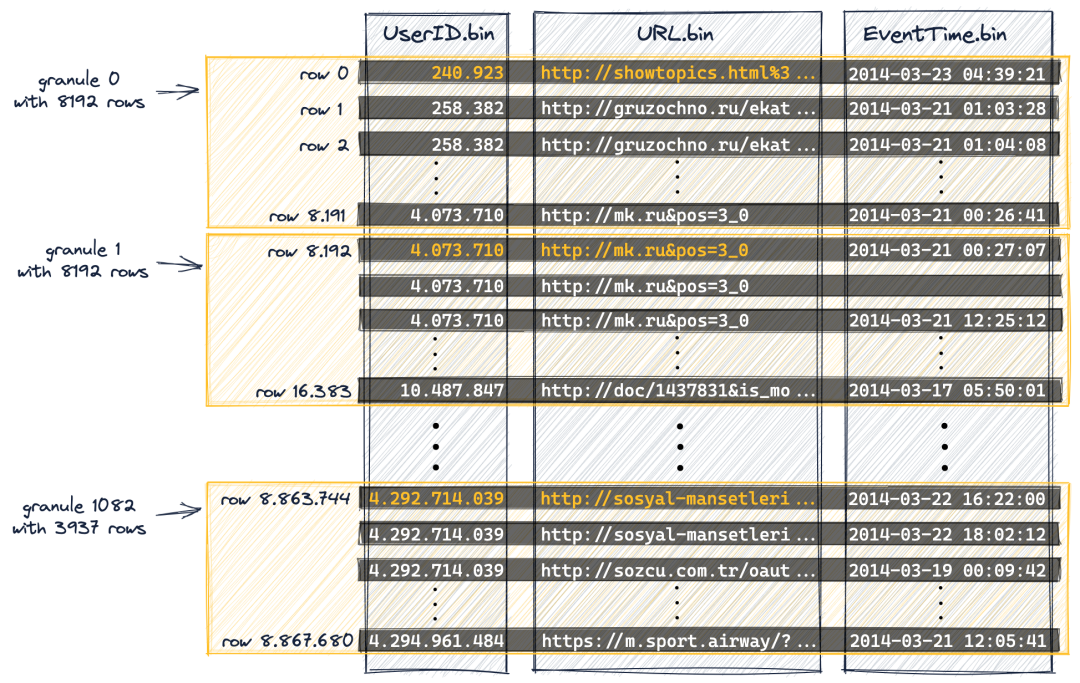 UserID.bin URL.bin EventTime.bin
granule 0
with 8192 rows
row 0 240.923 http://showtopics.html%3 ... 2014-03-23 04:39:21
row 1 258.382 http://gruzochno.ru/ekat ... 2014-03-21 01:03:28
row 2 258.382 http://gruzochno.ru/ekat ... 2014-03-21 01:04:08
row 8.191 4.073.710 http://mk.ru&pos=3_0 2014-03-21 00:26:41
granule 1
with 8192 rows
row 8.192 4.073.710 http://mk.ru&pos=3_0 2014-03-21 00:27:07
4.073.710 http://mk.ru&pos=3_0
4.073.710 http://mk.ru&pos=3_0 2014-03-21 12:25:12
row 16.383 10.487.847 http://doc/1437831&is_mo ... 2014-03-17 05:50:01
granule 1082
with 3937 rows
row 8.863.744 4.292.714.039 http://sosyal-mansetleri ... 2014-03-22 16:22:00
4.292.714.039 http://sosyal-mansetleri ... 2014-03-22 18:02:12
4.292.714.039 http://sozcu.com.tr/oaut ... 2014-03-19 00:09:42
row 8.867.680 4.294.961.484 https://m.sport.airway/? ... 2014-03-21 12:05:41